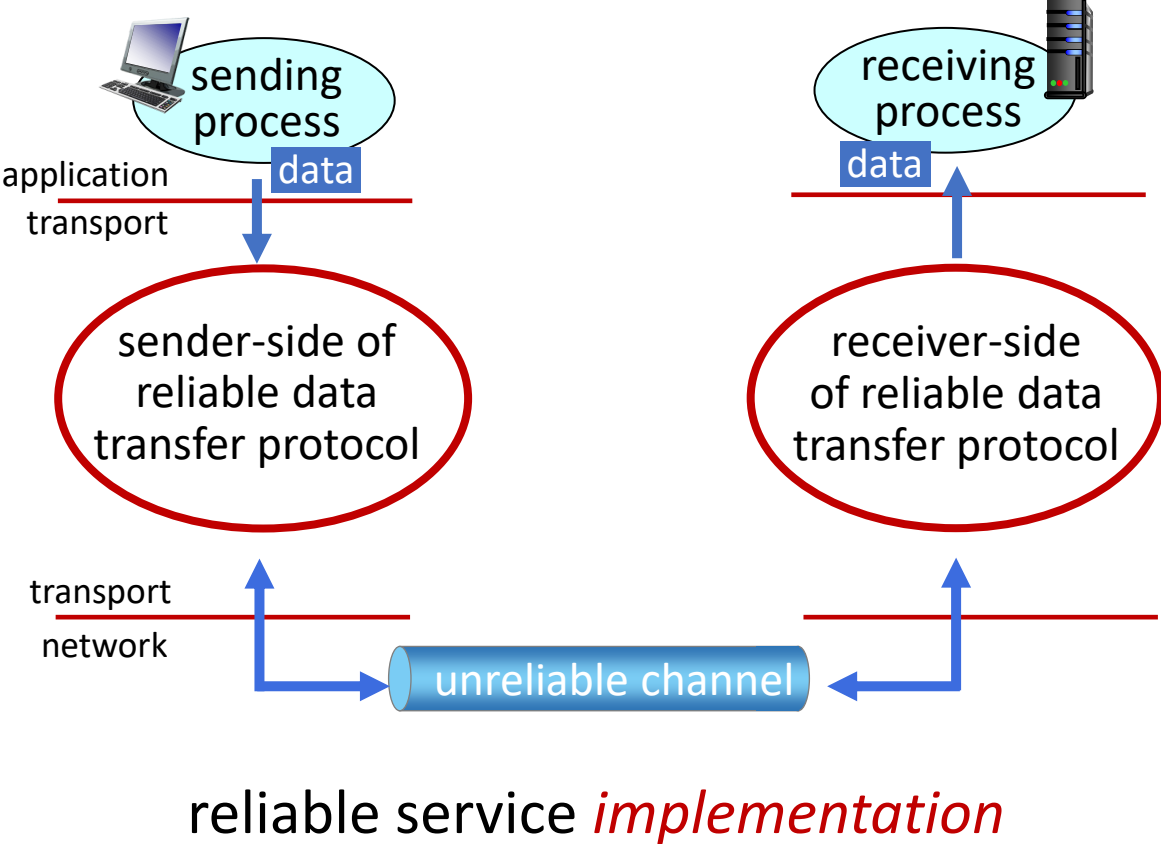 sending
process
data
application
transport
receiving
process
data
sender-side of
reliable data
transfer protocol
receiver-side
of reliable data
transfer protocol
transport
network
unreliable channel
reliable service implementation